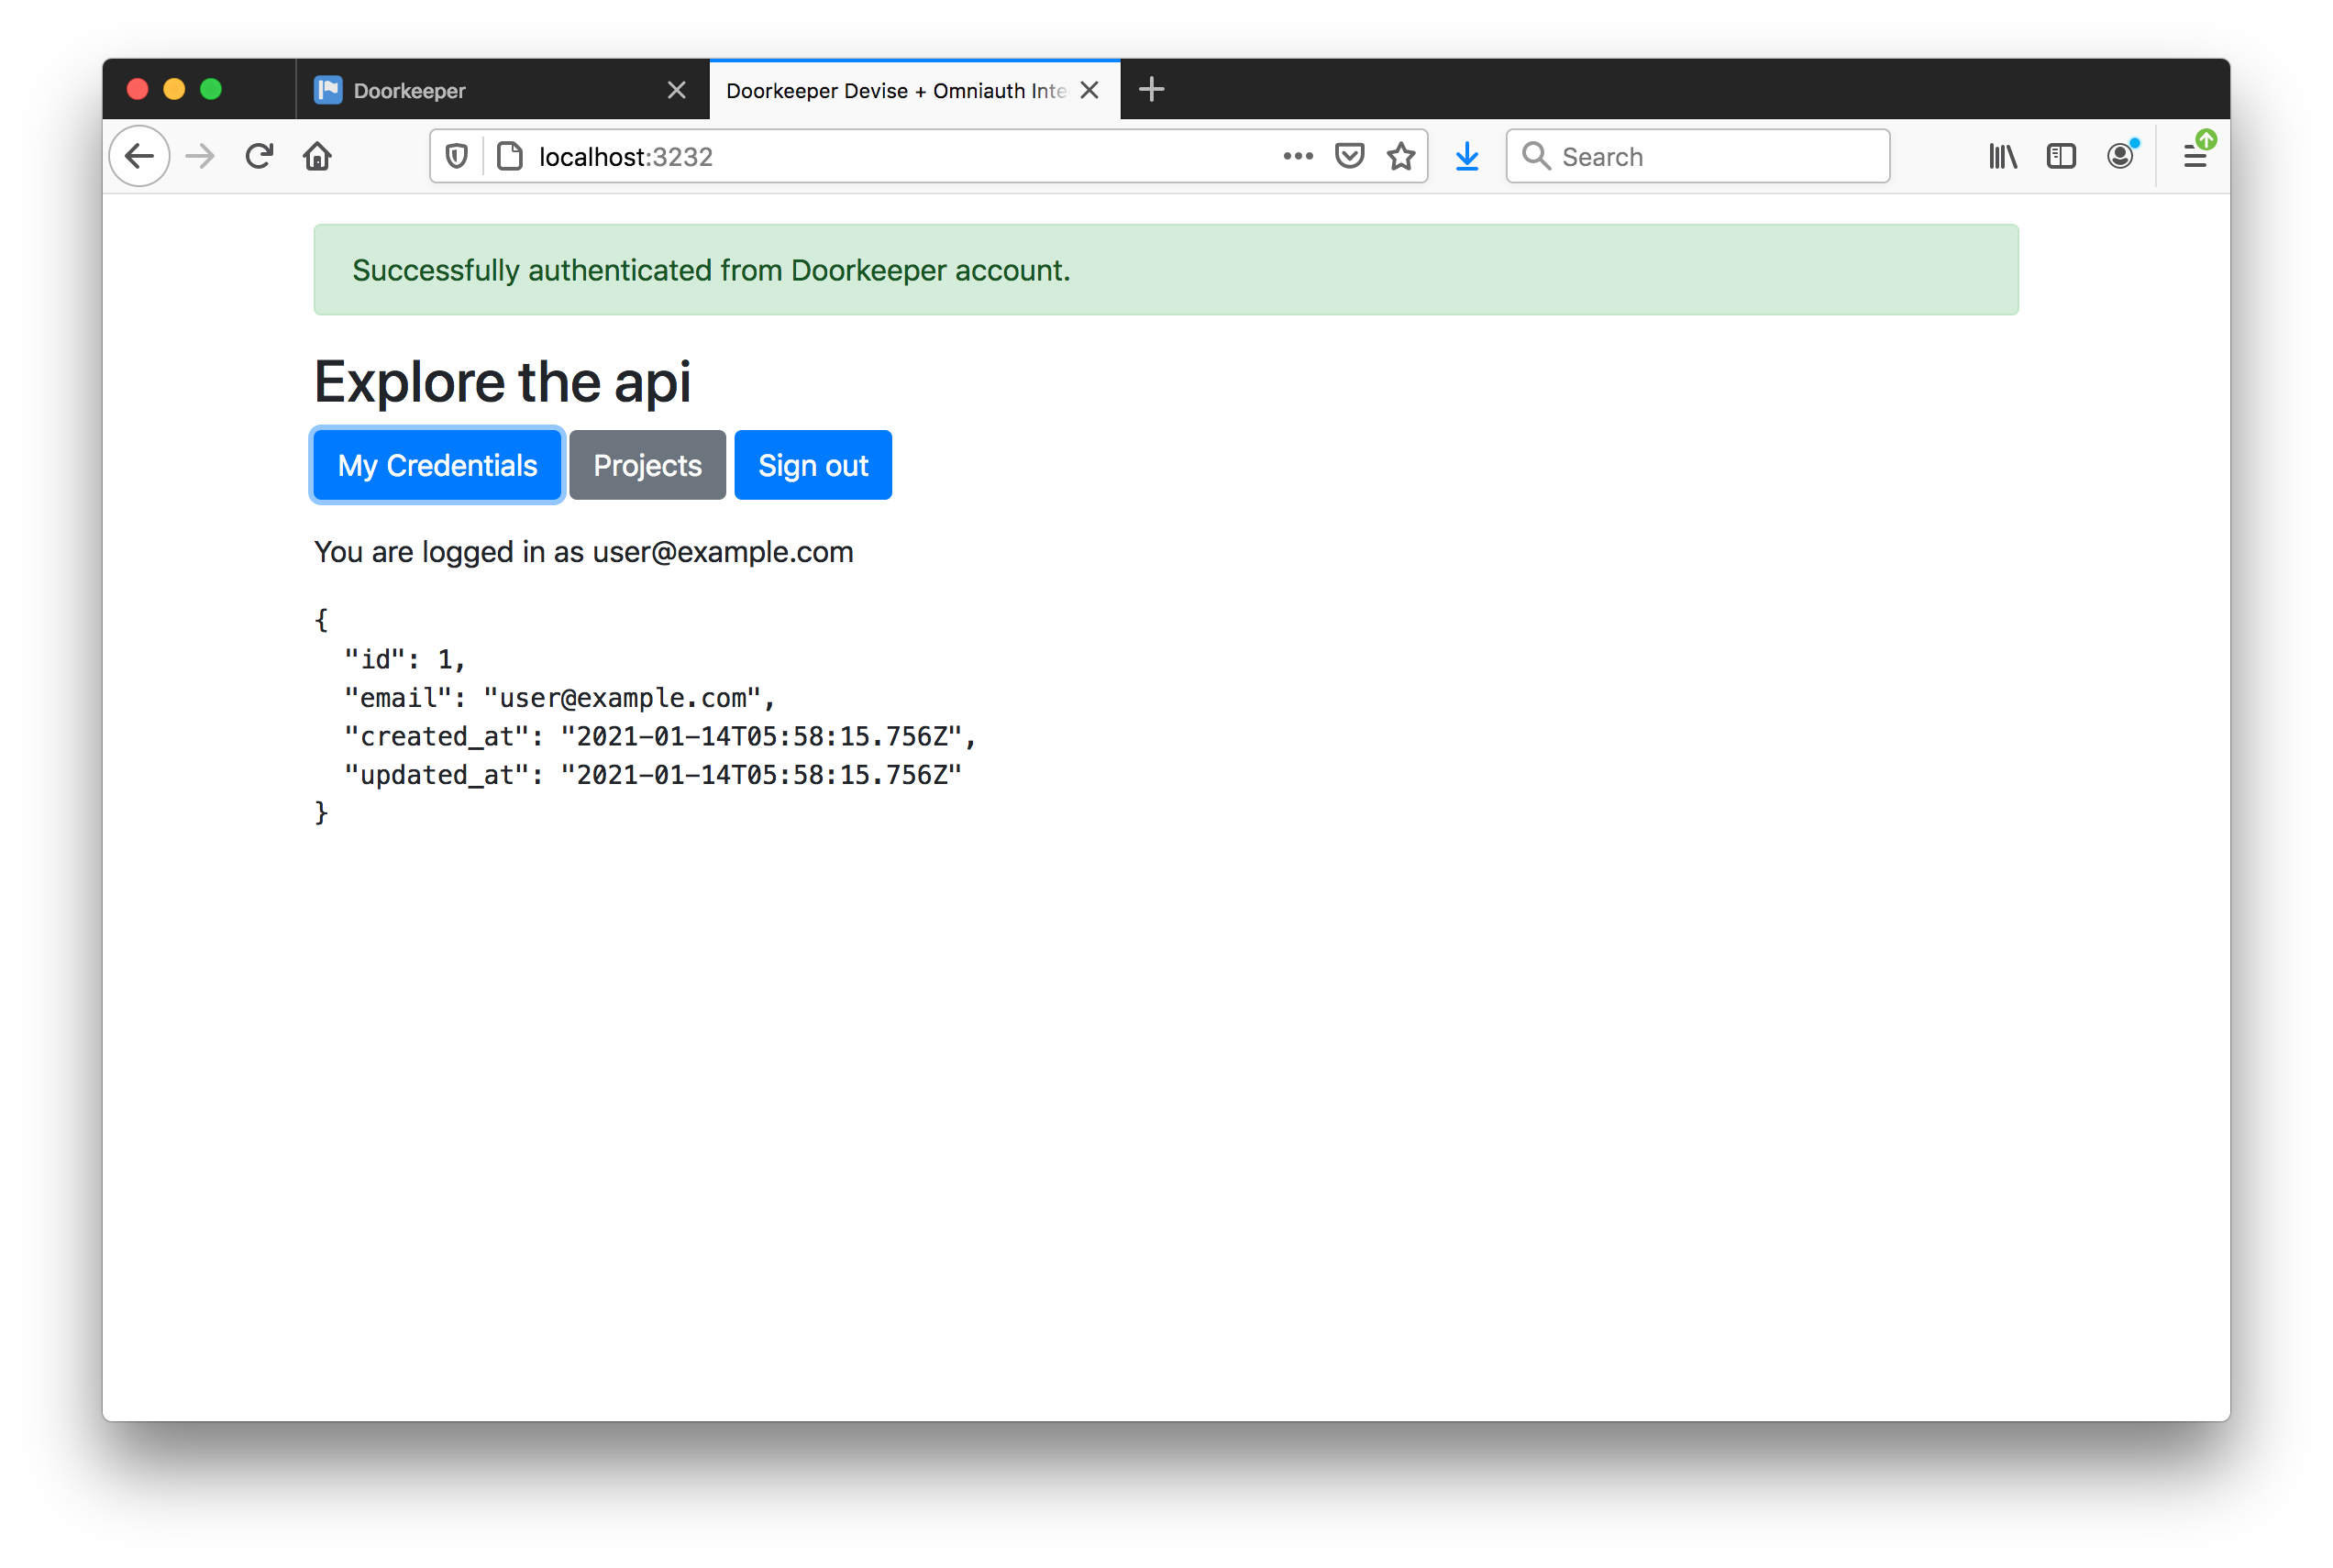 Doorkeeper
Doorkeeper Devise + Omniauth Inte
localhost:3232
Search
Successfully authenticated from Doorkeeper account.
Explore the api
My Credentials
Projects
Sign out
You are logged in as user@example.com
{
  "id": 1,
  "email": "user@example.com",
  "created_at": "2021-01-14T05:58:15.756Z",
  "updated_at": "2021-01-14T05:58:15.756Z"
}